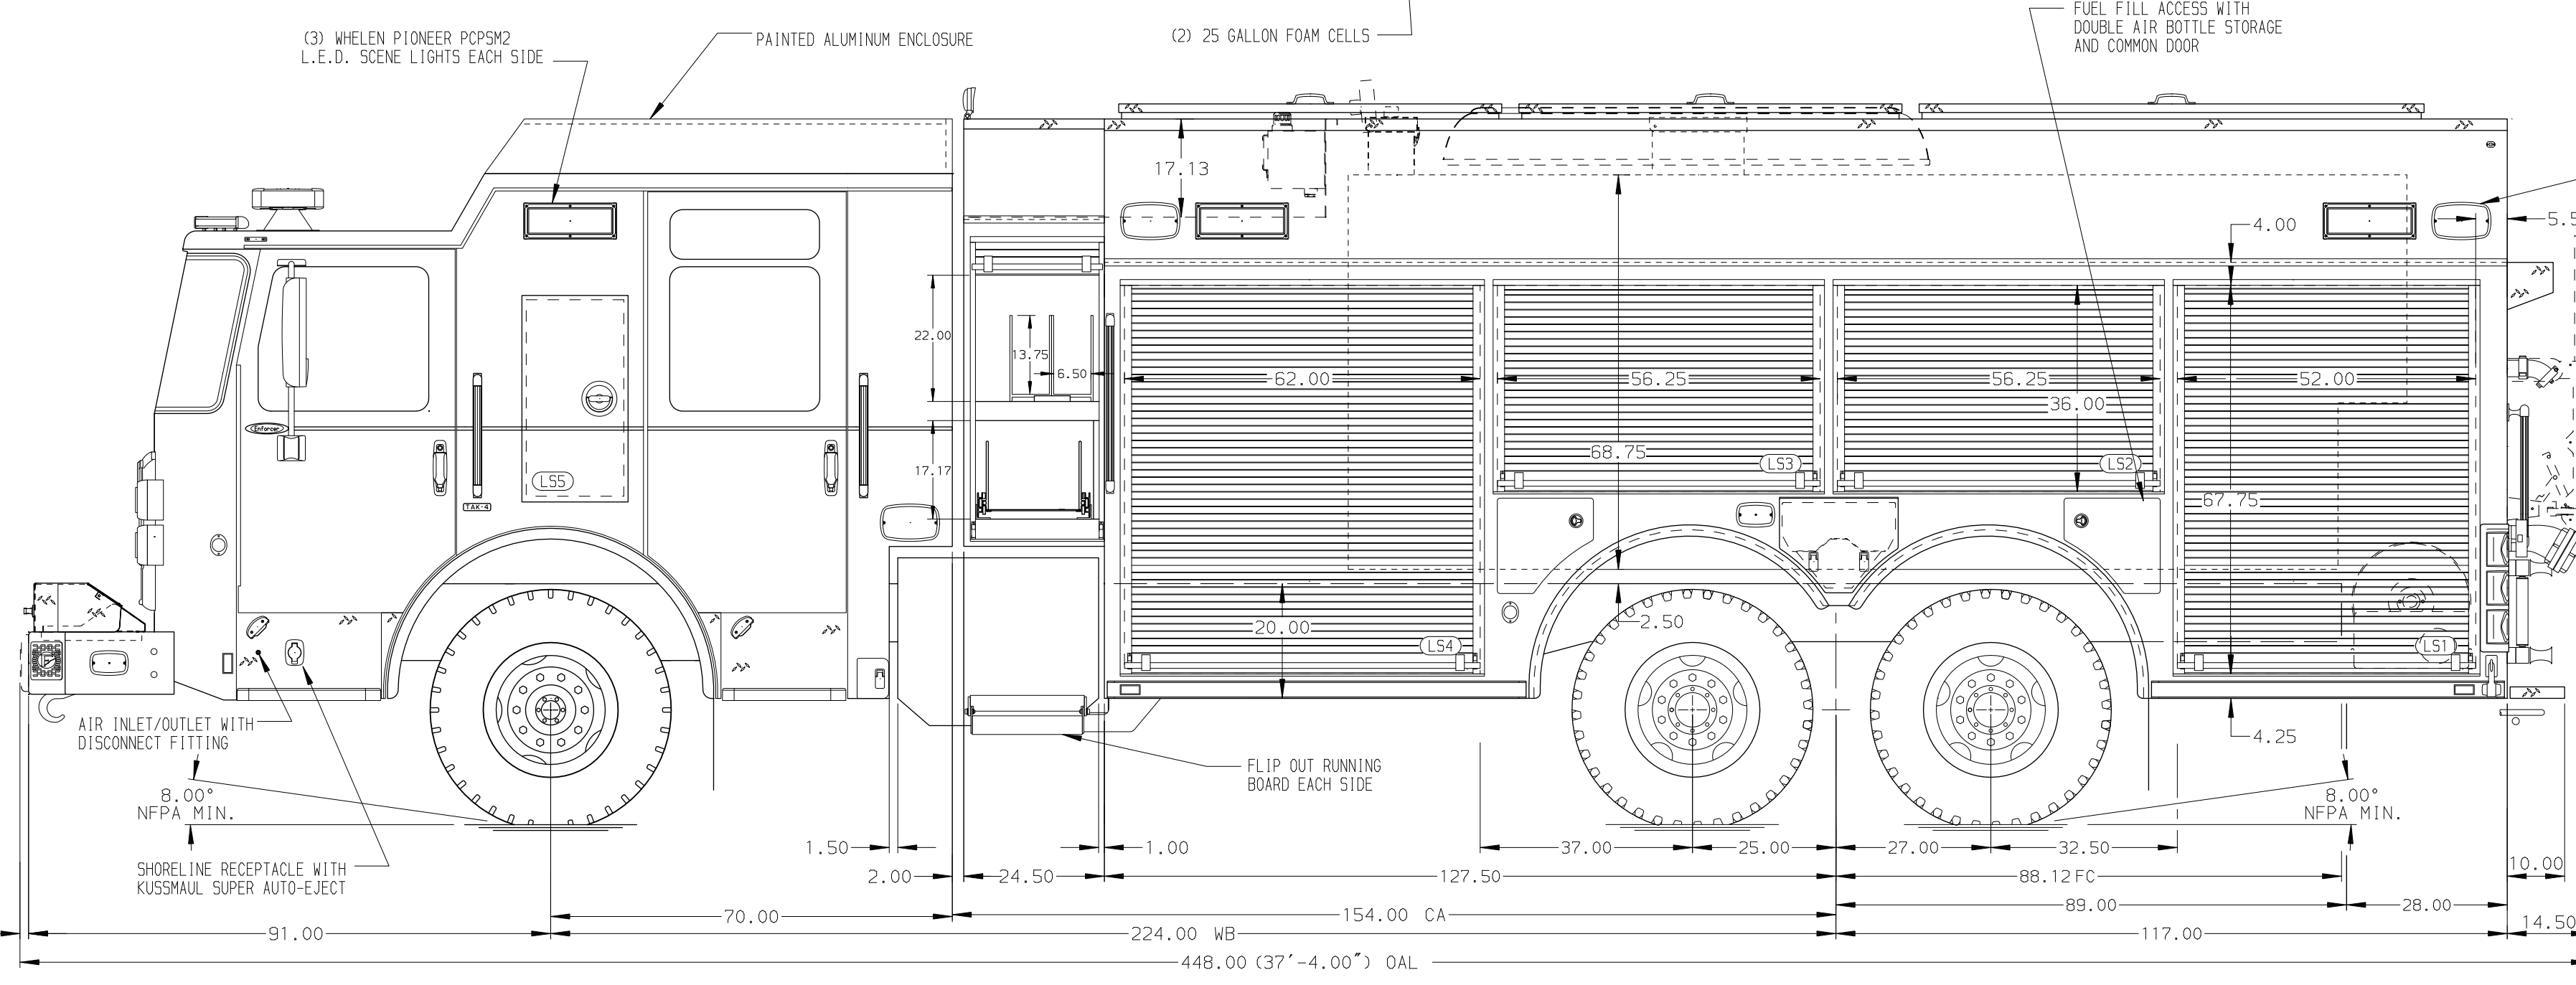 FUEL FILL ACCESS WITH
DOUBLE AIR BOTTLE STORAGE
AND COMMON DOOR
(3) WHELEN PIONEER PCPSM2
L.E.D. SCENE LIGHTS EACH SIDE
PAINTED ALUMINUM ENCLOSURE
(2) 25 GALLON FOAM CELLS
17.13
4.00
22.00
13.75
6.50
62.00
56.25
56.25
52.00
36.00
Enforcer
68.75
LS3
LS2
17.17
LS5
67.75
TAK-4
2.50
20.00
LS4
LS1
AIR INLET/OUTLET WITH
DISCONNECT FITTING
4.25
FLIP OUT RUNNING
BOARD EACH SIDE
8.00°
NFPA MIN.
8.00°
NFPA MIN.
1.50
1.00
37.00
25.00
27.00
32.50
10.00
SHORELINE RECEPTACLE WITH
KUSSMAUL SUPER AUTO-EJECT
2.00
24.50
127.50
88.12 FC
70.00
154.00 CA
89.00
28.00
14.50
91.00
224.00 WB
117.00
448.00 (37'-4.00") OAL